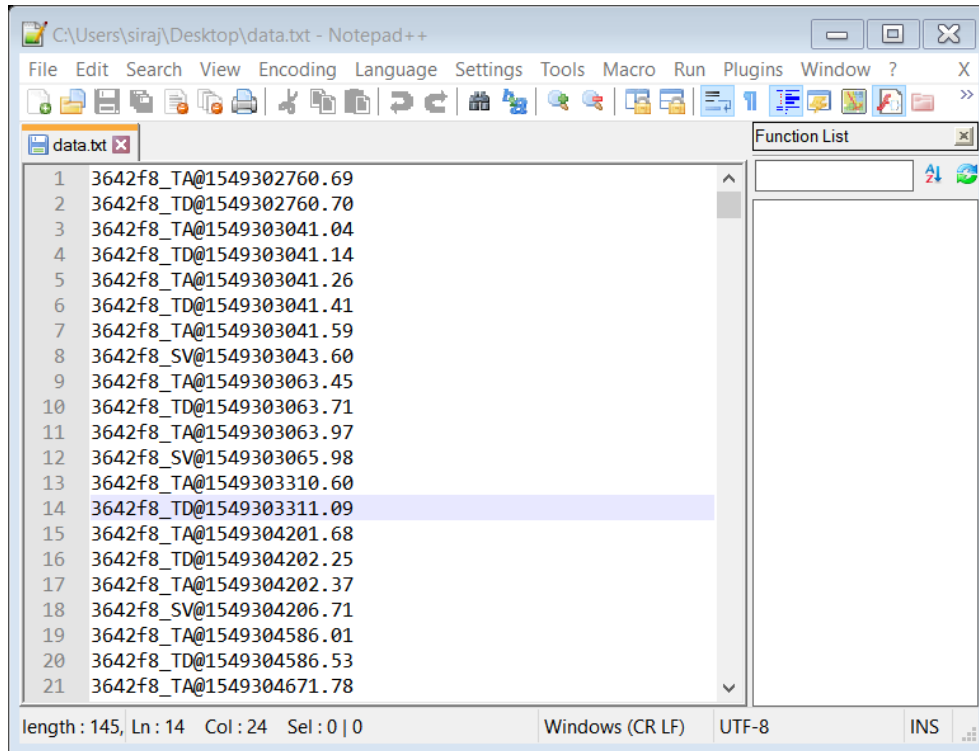 C:\Users\siraj\Desktop\data.txt - Notepad++
File Edit Search View Encoding Language Settings Tools Macro Run Plugins Window ? X
data.txt
Function List
1 3642f8_TA@1549302760.69
2 3642f8_TD@1549302760.70
3 3642f8_TA@1549303041.04
4 3642f8_TD@1549303041.14
5 3642f8_TA@1549303041.26
6 3642f8_TD@1549303041.41
7 3642f8_TA@1549303041.59
8 3642f8_SV@1549303043.60
9 3642f8_TA@1549303063.45
10 3642f8_TD@1549303063.71
11 3642f8_TA@1549303063.97
12 3642f8_SV@1549303065.98
13 3642f8_TA@1549303310.60
14 3642f8_TD@1549303311.09
15 3642f8_TA@1549304201.68
16 3642f8_TD@1549304202.25
17 3642f8_TA@1549304202.37
18 3642f8_SV@1549304206.71
19 3642f8_TA@1549304586.01
20 3642f8_TD@1549304586.53
21 3642f8_TA@1549304671.78
length : 145, Ln : 14 Col : 24 Sel : 0 | 0 Windows (CR LF) UTF-8 INS